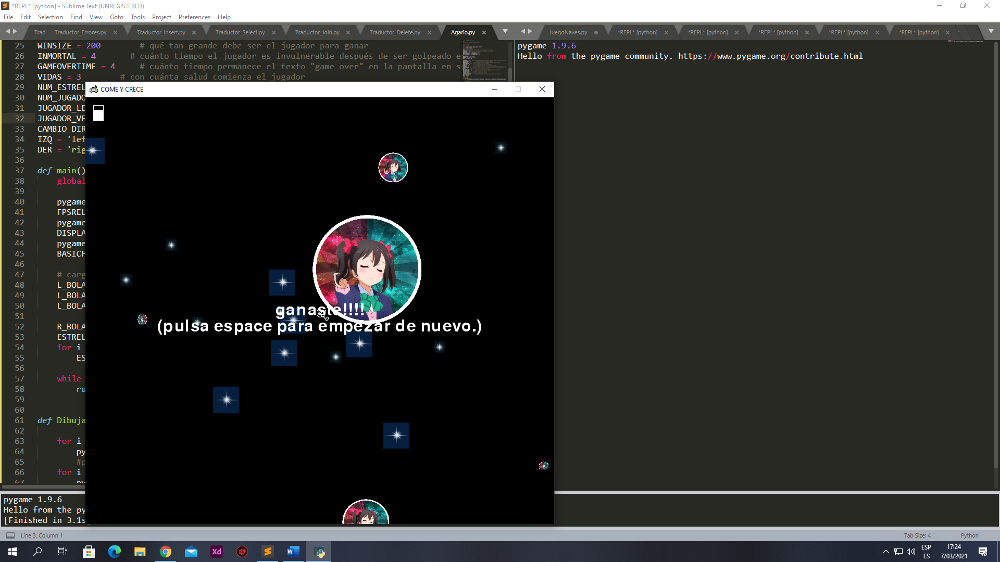 *REPL* [python] - Sublime Text (UNREGISTERED)
File Edit Selection Find View Goto Tools Project Preferences Help
Traductor_Errores.py Traductor_Insert.py Traductor_Select.py Traductor_Join.py Traductor_Delete.py Agario.py JuegoNaves.py *REPL* [python] *REPL* [python] *REPL* [python] *REPL* [python] *REPL* [python]
25 WINSIZE = 200 # qué tan grande debe ser el jugador para ganar
26 INMORTAL = 4 # cuánto tiempo el jugador es invulnerable después de ser golpeado e
27 GAMEOVERTIME = 4 # cuánto tiempo permanece el texto "game over" en la pantalla en se
28 VIDAS = 3 # con cuánta salud comienza el jugador
29 NUM_ESTREL
30 NUM_JUGADO
31 JUGADOR_LE
32 JUGADOR_VE
33 CAMBIO_DIR
34 IZQ = 'lef
35 DER = 'rig
36
37 def main()
38 global
39
40 pygame
41 FPSREL
42 pygame
43 DISPLA
44 pygame
45 BASICF
46
47 # carg
48 L_BOLA
49 L_BOLA
50 L_BOLA
51
52 R_BOLA
53 ESTREL
54 for i
55 ES
56
57 while
58 ru
59
60
61 def Dibuja
62
63 for i
64 py
65 #p
66 for i
67 py
pygame 1.9.6
Hello from the pygame community. https://www.pygame.org/contribute.html
COME Y CRECE
ganaste!!!!
(pulsa espace para empezar de nuevo.)
pygame 1.9.6
Hello from the py
[Finished in 3.1s
Line 3, Column 1
Tab Size: 4 Python
Xd
W
ESP
ES
17:24
7/03/2021